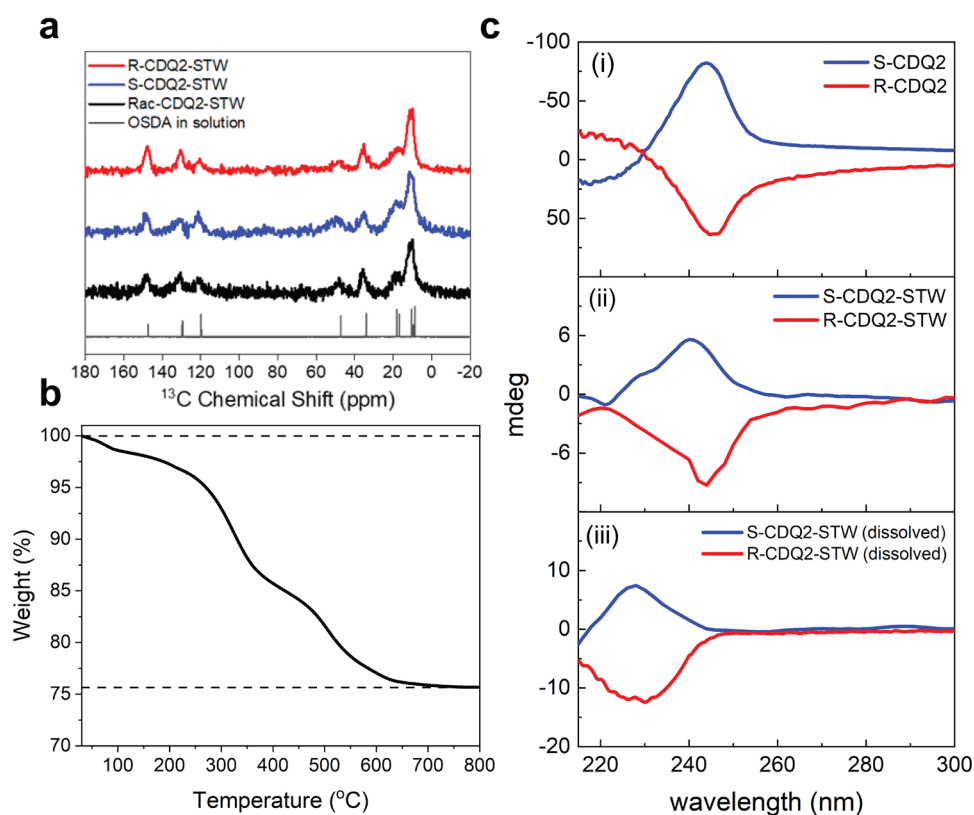 a
R-CDQ2-STW
S-CDQ2-STW
Rac-CDQ2-STW
OSDA in solution
180 160 140 120 100 80 60 40 20 0 -20
¹³C Chemical Shift (ppm)
b
100
95
90
85
80
75
70
Weight (%)
100 200 300 400 500 600 700 800
Temperature (°C)
c
-100
-50
0
50
(i)
S-CDQ2
R-CDQ2
6
0
-6
(ii)
S-CDQ2-STW
R-CDQ2-STW
mdeg
10
0
-10
-20
(iii)
S-CDQ2-STW (dissolved)
R-CDQ2-STW (dissolved)
220 240 260 280 300
wavelength (nm)